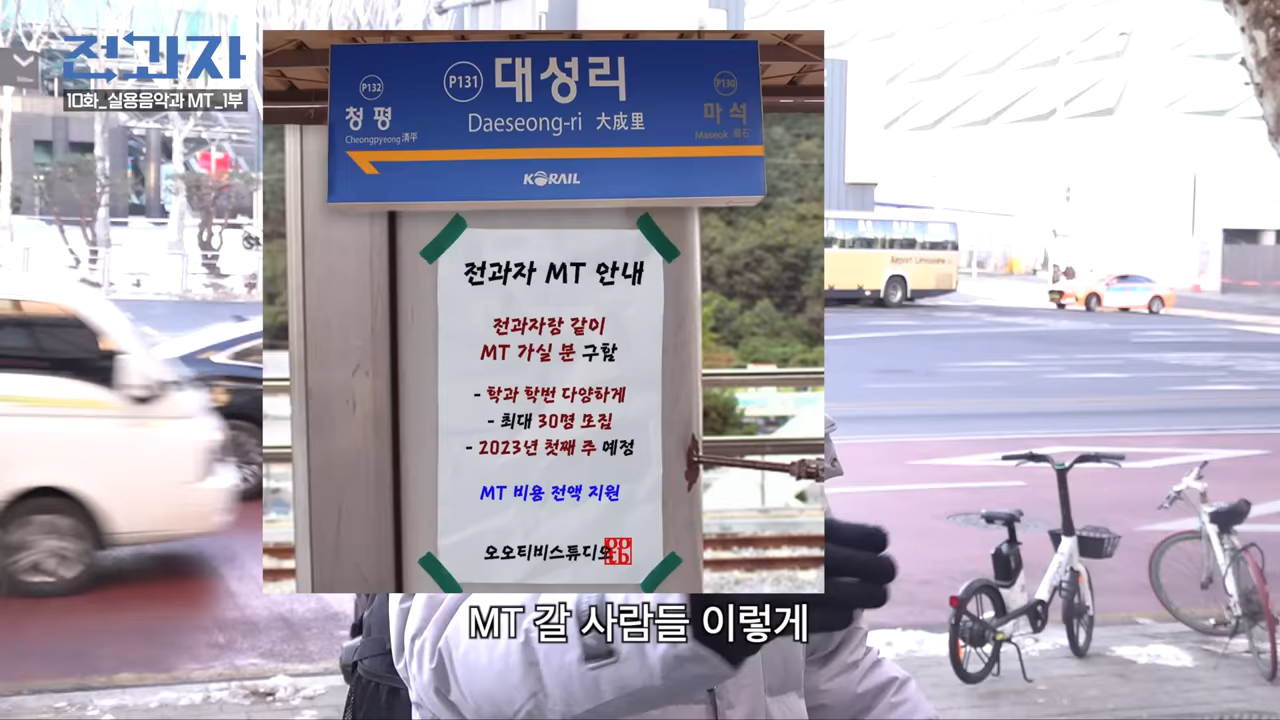 전과자
10화_실용음악과 MT_1부
P132
청평
Cheongpyeong 清平
P131 대성리
Daeseong-ri 大成里
P130
마석
Maseok 磨石
KORAIL
전과자 MT 안내
전과자랑 같이
MT 가실 분 구함
- 학과 학번 다양하게
- 최대 30명 모집
- 2023년 첫째 주 예정
MT 비용 전액 지원
오오티비스튜디오
Airport Limousine
MT 갈 사람들 이렇게